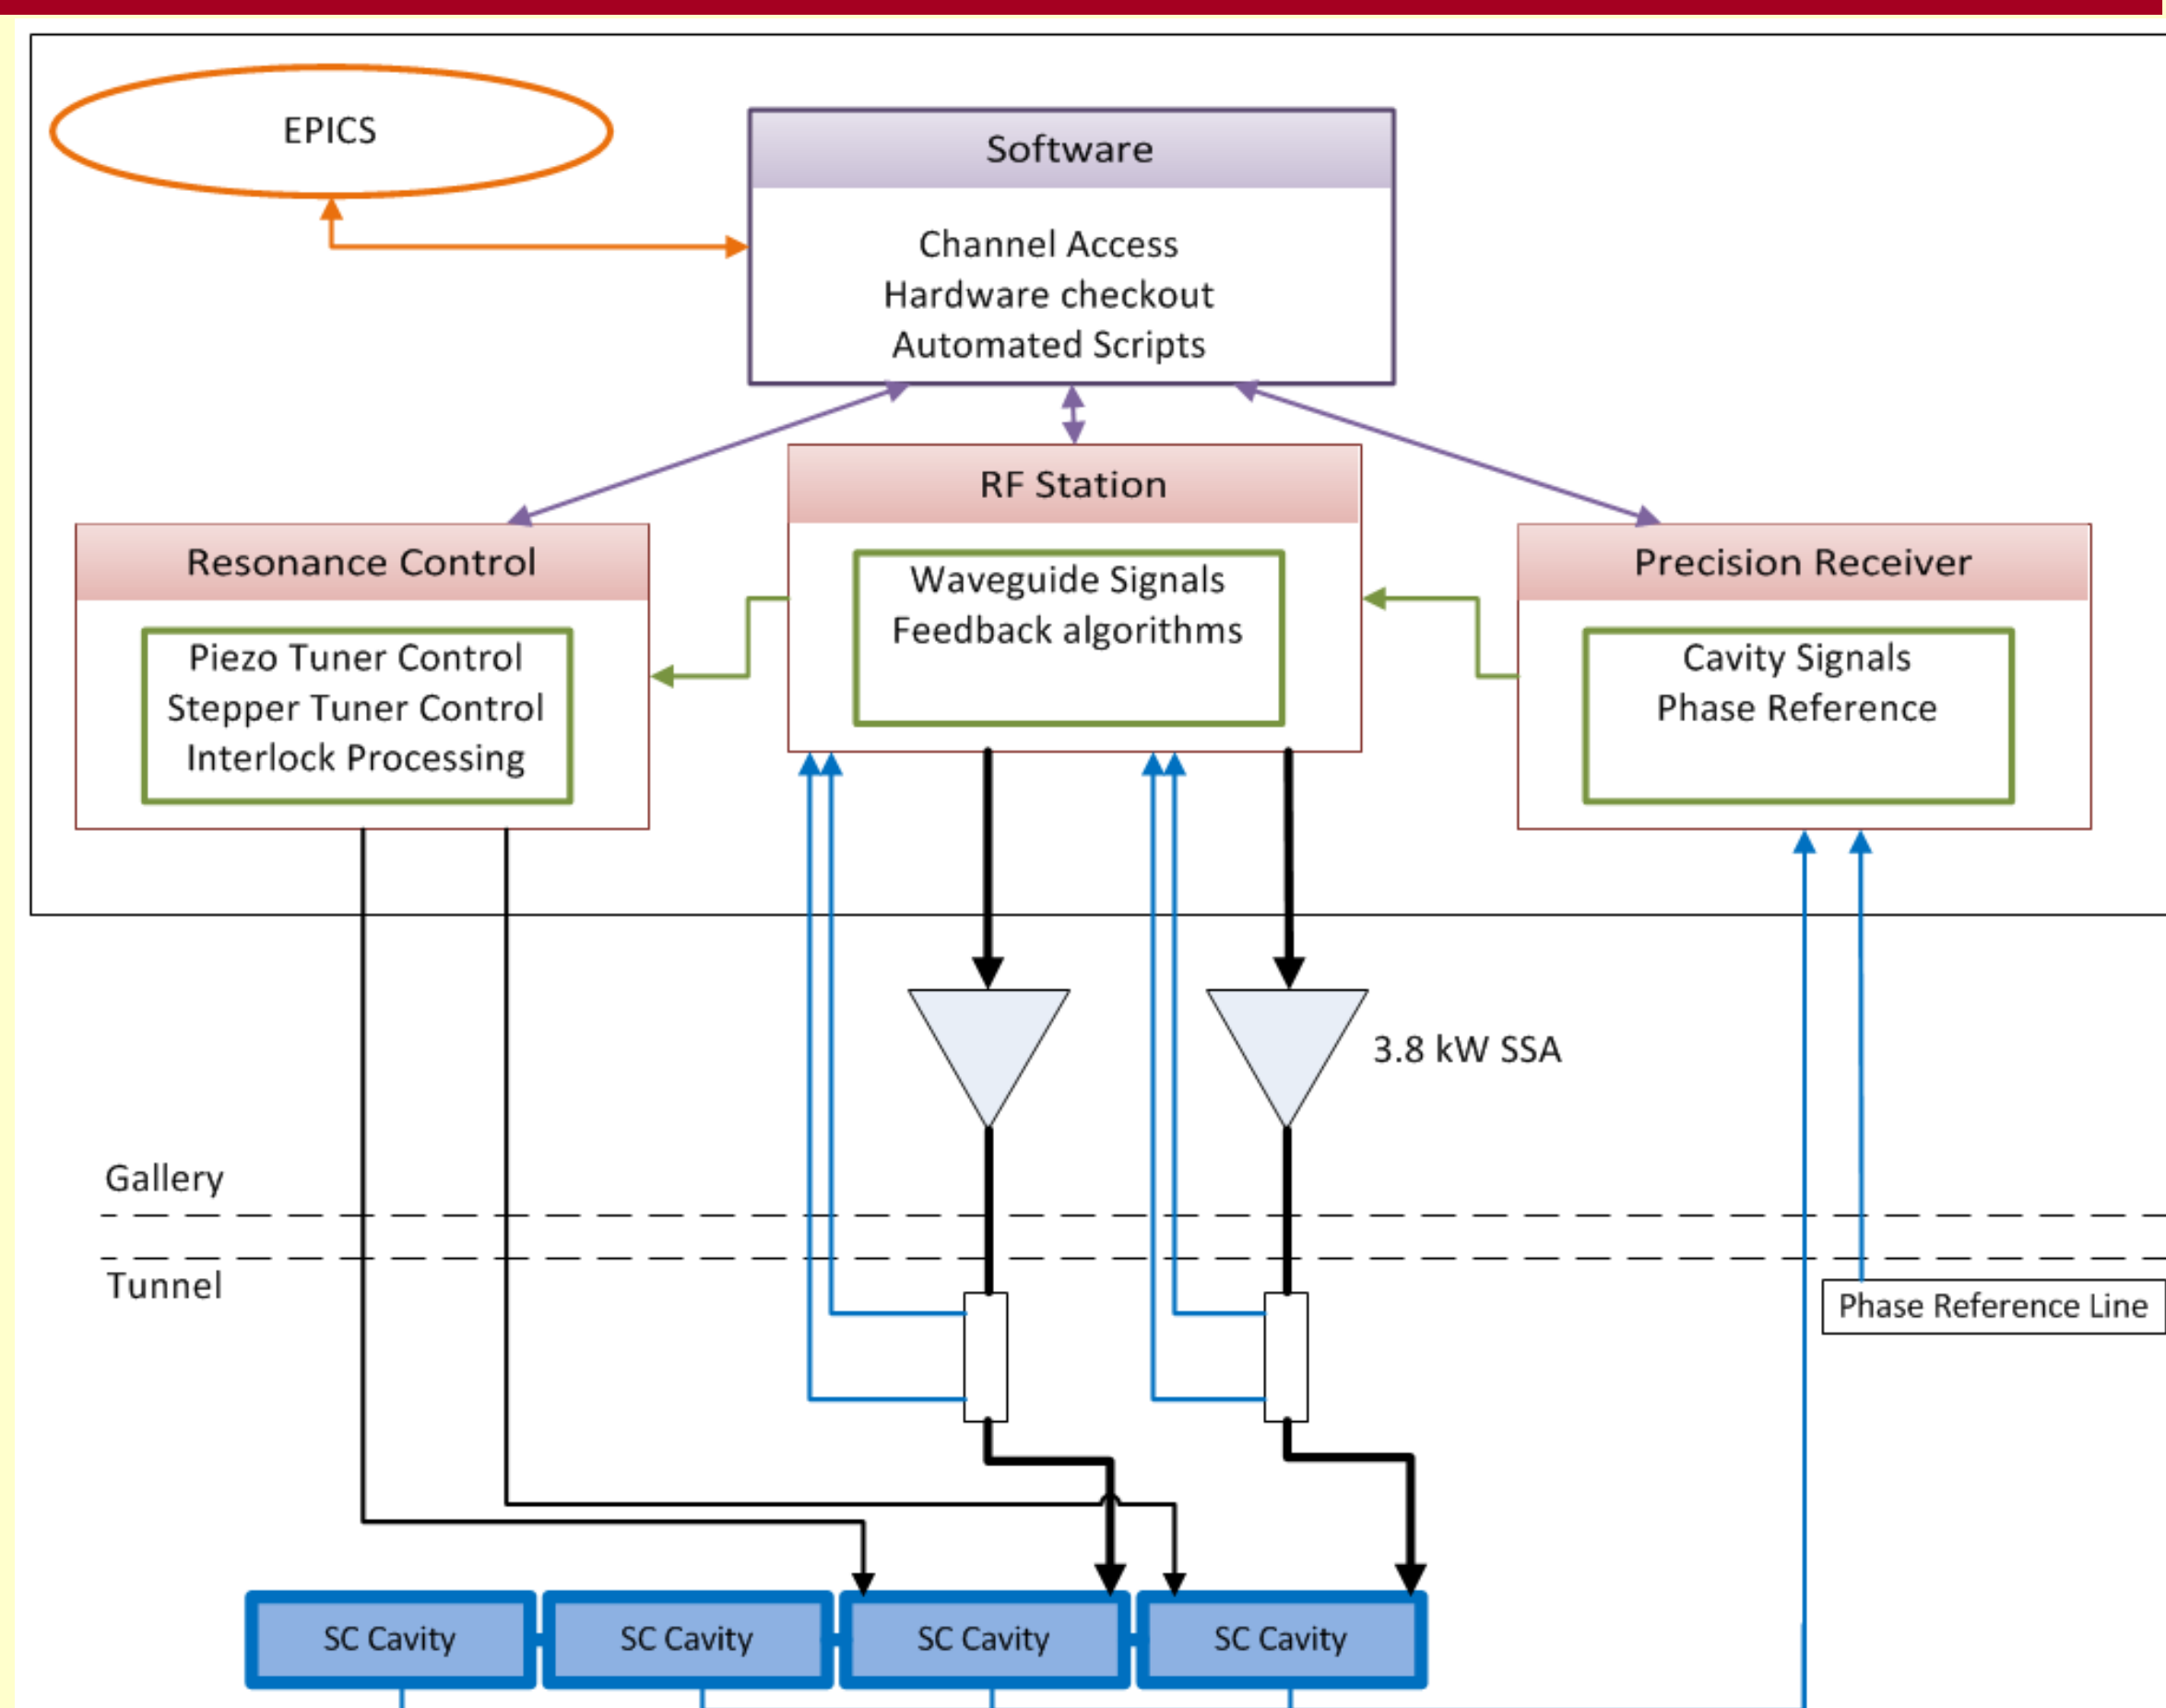 EPICS
Software
Channel Access
Hardware checkout
Automated Scripts
RF Station
Waveguide Signals
Feedback algorithms
Resonance Control
Piezo Tuner Control
Stepper Tuner Control
Interlock Processing
Precision Receiver
Cavity Signals
Phase Reference
3.8 kW SSA
Gallery
Tunnel
Phase Reference Line
SC Cavity
SC Cavity
SC Cavity
SC Cavity